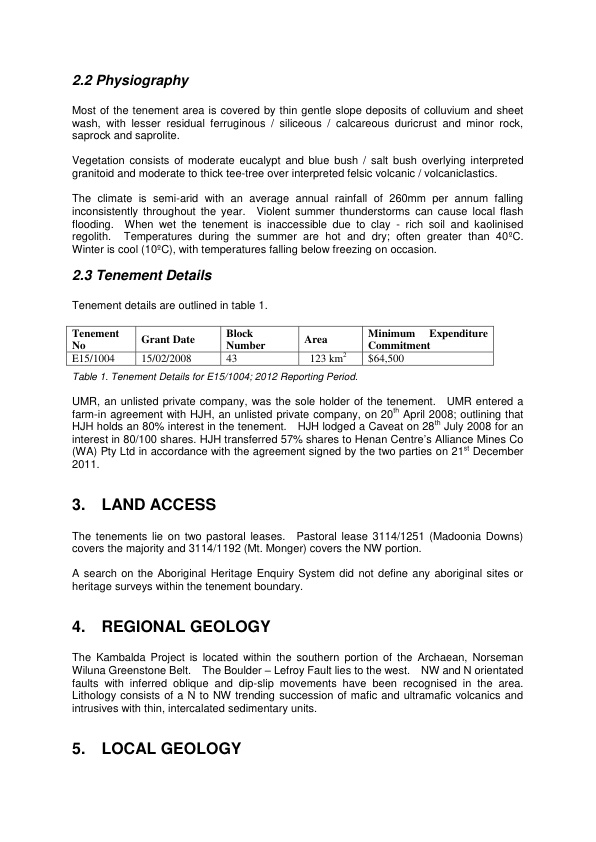 2.2 Physiography
Most of the tenement area is covered by thin gentle slope deposits of colluvium and sheet
wash, with lesser residual ferruginous / siliceous / calcareous duricrust and minor rock,
saprock and saprolite.
Vegetation consists of moderate eucalypt and blue bush / salt bush overlying interpreted
granitoid and moderate to thick tee-tree over interpreted felsic volcanic / volcaniclastics.
The climate is semi-arid with an average annual rainfall of 260mm per annum falling
inconsistently throughout the year. Violent summer thunderstorms can cause local flash
flooding. When wet the tenement is inaccessible due to clay - rich soil and kaolinised
regolith. Temperatures during the summer are hot and dry; often greater than 40ºC.
Winter is cool (10ºC), with temperatures falling below freezing on occasion.
2.3 Tenement Details
Tenement details are outlined in table 1.
Tenement No | Grant Date | Block Number | Area | Minimum Expenditure Commitment
E15/1004 | 15/02/2008 | 43 | 123 km² | $64,500
Table 1. Tenement Details for E15/1004; 2012 Reporting Period.
UMR, an unlisted private company, was the sole holder of the tenement. UMR entered a
farm-in agreement with HJH, an unlisted private company, on 20th April 2008; outlining that
HJH holds an 80% interest in the tenement. HJH lodged a Caveat on 28th July 2008 for an
interest in 80/100 shares. HJH transferred 57% shares to Henan Centre's Alliance Mines Co
(WA) Pty Ltd in accordance with the agreement signed by the two parties on 21st December
2011.
3. LAND ACCESS
The tenements lie on two pastoral leases. Pastoral lease 3114/1251 (Madoonia Downs)
covers the majority and 3114/1192 (Mt. Monger) covers the NW portion.
A search on the Aboriginal Heritage Enquiry System did not define any aboriginal sites or
heritage surveys within the tenement boundary.
4. REGIONAL GEOLOGY
The Kambalda Project is located within the southern portion of the Archaean, Norseman
Wiluna Greenstone Belt. The Boulder – Lefroy Fault lies to the west. NW and N orientated
faults with inferred oblique and dip-slip movements have been recognised in the area.
Lithology consists of a N to NW trending succession of mafic and ultramafic volcanics and
intrusives with thin, intercalated sedimentary units.
5. LOCAL GEOLOGY